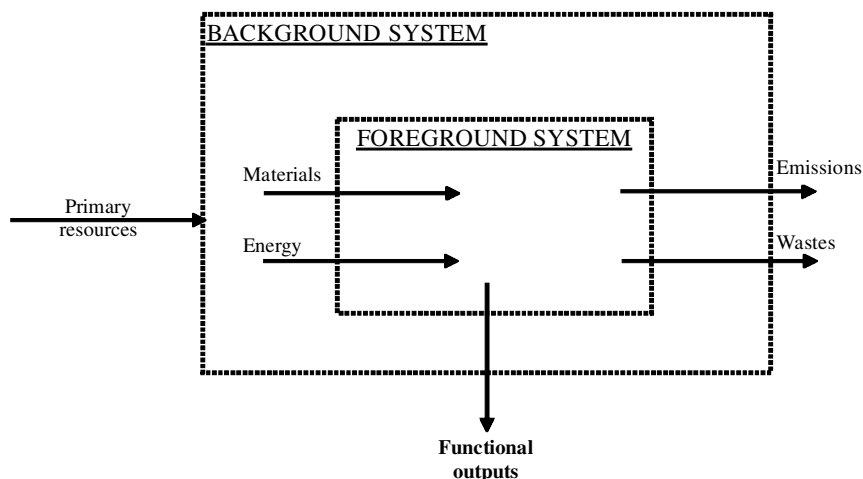 BACKGROUND SYSTEM
FOREGROUND SYSTEM
Materials
Emissions
Primary
resources
Energy
Wastes
Functional
outputs